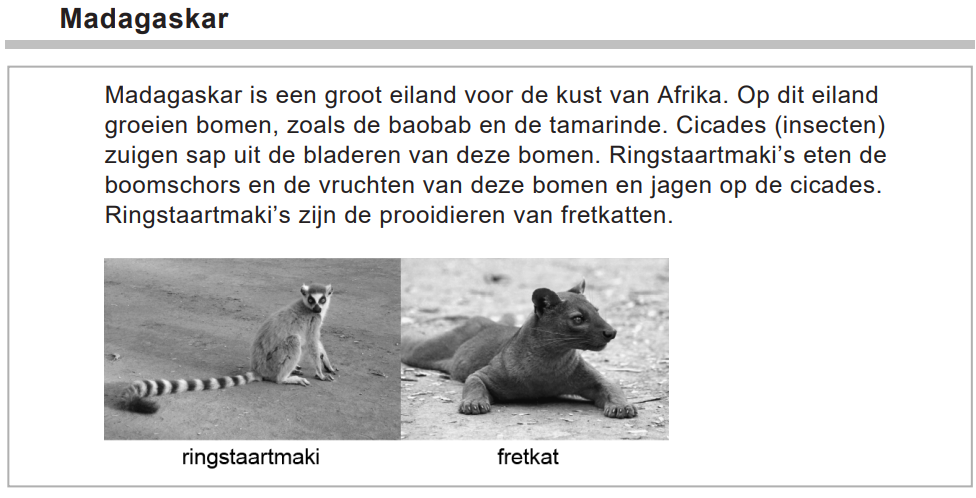 Madagaskar
Madagaskar is een groot eiland voor de kust van Afrika. Op dit eiland
groeien bomen, zoals de baobab en de tamarinde. Cicades (insecten)
zuigen sap uit de bladeren van deze bomen. Ringstaartmaki’s eten de
boomschors en de vruchten van deze bomen en jagen op de cicades.
Ringstaartmaki’s zijn de prooidieren van fretkatten.
ringstaartmaki
fretkat